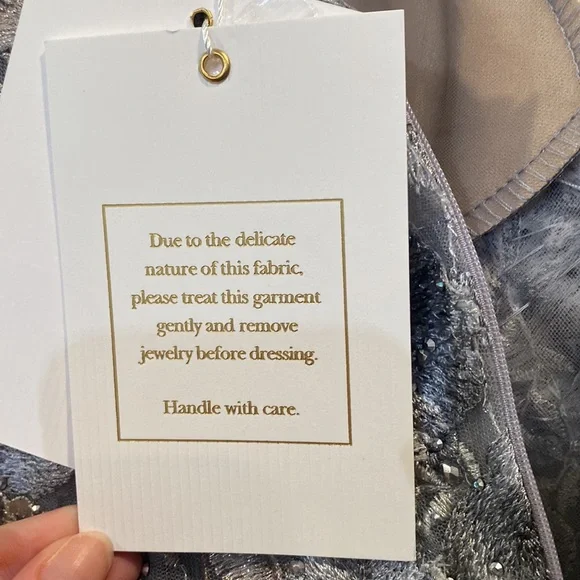 Due to the delicate
nature of this fabric,
please treat this garment
gently and remove
jewelry before dressing.
Handle with care.